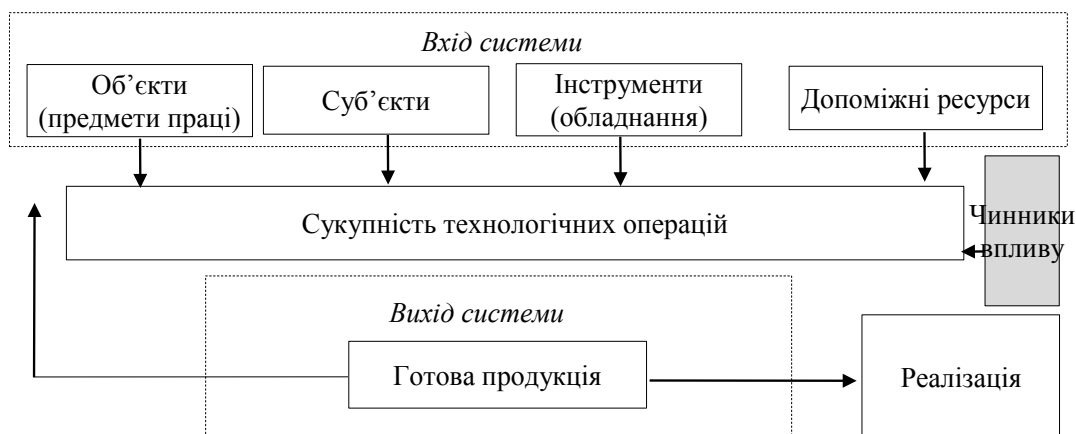 Вхід системи
Об’єкти
(предмети праці)
Суб’єкти
Інструменти
(обладнання)
Допоміжні ресурси
Сукупність технологічних операцій
Чинники
впливу
Вихід системи
Готова продукція
Реалізація